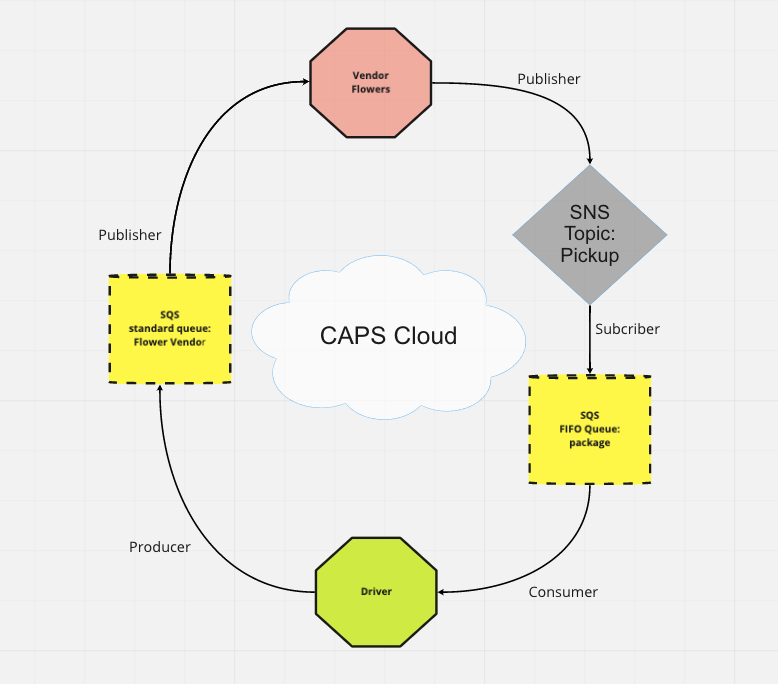 Vendor
Flowers
Publisher
SNS
Topic:
Pickup
Publisher
SQS
standard queue:
Flower Vendor
CAPS Cloud
Subcriber
SQS
FIFO Queue:
package
Producer
Driver
Consumer